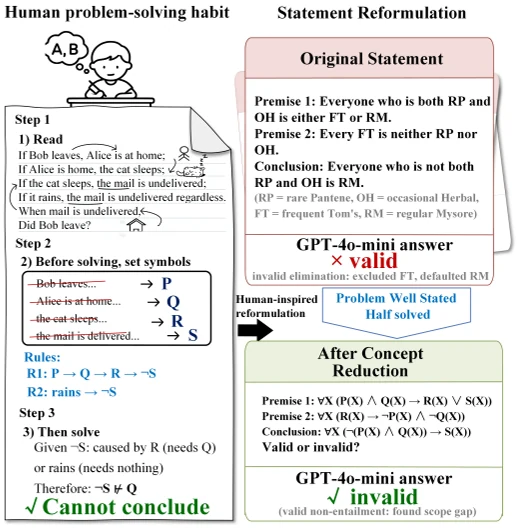 Human problem-solving habit
A, B
Step 1
1) Read
If Bob leaves, Alice is at home;
If Alice is home, the cat sleeps;
If the cat sleeps, the mail is undelivered;
If it rains, the mail is undelivered regardless.
When mail is undelivered,
Did Bob leave?
Step 2
2) Before solving, set symbols
Bob leaves... → P
Alice is at home... → Q
the cat sleeps... → R
the mail is delivered... → S
Rules:
R1: P → Q → R → ¬S
R2: rains → ¬S
Step 3
3) Then solve
Given ¬S: caused by R (needs Q)
or rains (needs nothing)
Therefore: ¬S ⊬ Q
√ Cannot conclude
Human-inspired
reformulation
Statement Reformulation
Original Statement
Premise 1: Everyone who is both RP and
OH is either FT or RM.
Premise 2: Every FT is neither RP nor
OH.
Conclusion: Everyone who is not both
RP and OH is RM.
(RP = rare Pantene, OH = occasional Herbal,
FT = frequent Tom's, RM = regular Mysore)
GPT-4o-mini answer
× valid
invalid elimination: excluded FT, defaulted RM
Problem Well Stated
Half solved
After Concept
Reduction
Premise 1: ∀X (P(X) ∧ Q(X) → R(X) ∨ S(X))
Premise 2: ∀X (R(X) → ¬P(X) ∧ ¬Q(X))
Conclusion: ∀X (¬(P(X) ∧ Q(X)) → S(X))
Valid or invalid?
GPT-4o-mini answer
√ invalid
(valid non-entailment: found scope gap)